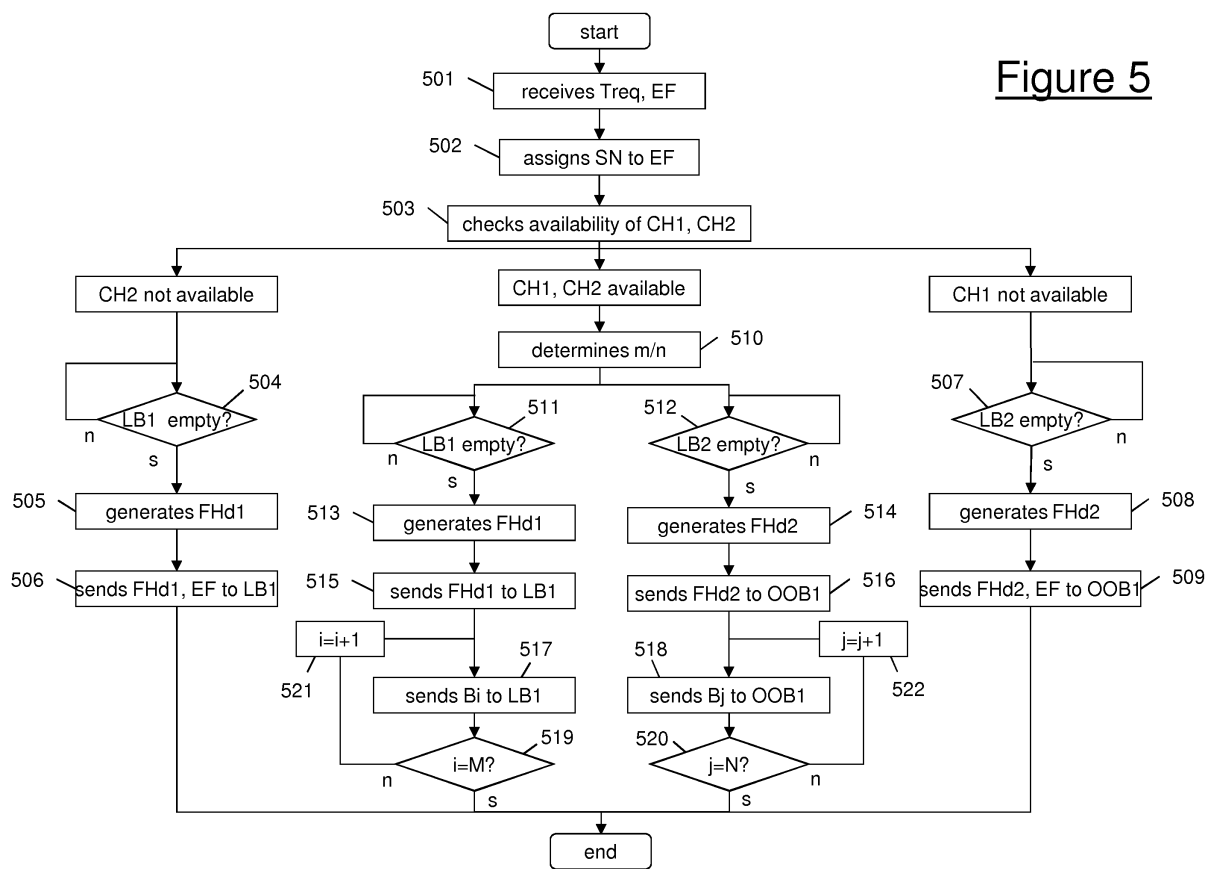 start
Figure 5
501
receives Treq, EF
502
assigns SN to EF
503
checks availability of CH1, CH2
CH2 not available
CH1, CH2 available
CH1 not available
determines m/n
510
504
LB1 empty?
n
s
511
LB1 empty?
n
s
512
LB2 empty?
n
s
507
LB2 empty?
n
s
505
generates FHd1
513
generates FHd1
generates FHd2
514
generates FHd2
508
506
sends FHd1, EF to LB1
515
sends FHd1 to LB1
sends FHd2 to OOB1
516
sends FHd2, EF to OOB1
509
i=i+1
521
517
sends Bi to LB1
518
sends Bj to OOB1
j=j+1
522
519
i=M?
n
s
520
j=N?
n
s
end